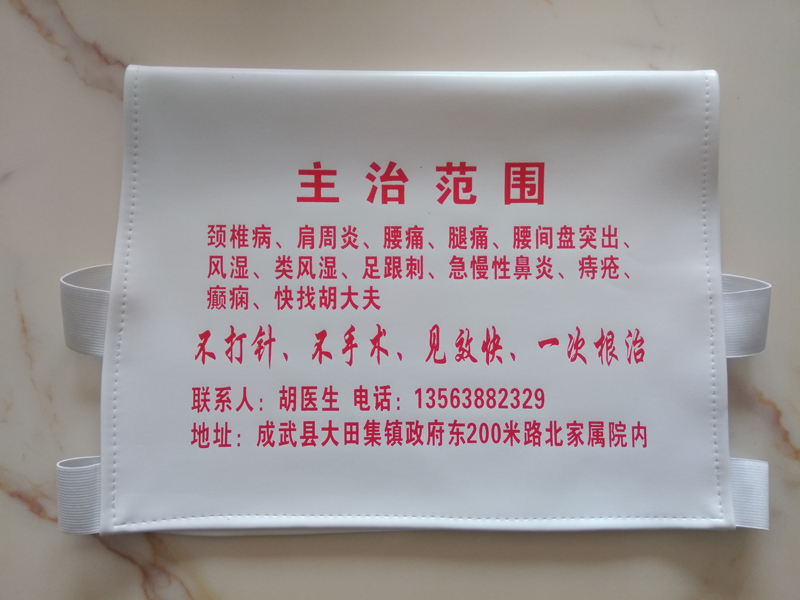 主治范围
颈椎病、肩周炎、腰痛、腿痛、腰间盘突出、
风湿、类风湿、足跟刺、急慢性鼻炎、痔疮、
癫痫、快找胡大夫
不打针、不手术、见效快、一次根治
联系人：胡医生 电话：13563882329
地址：成武县大田集镇政府东200米路北家属院内